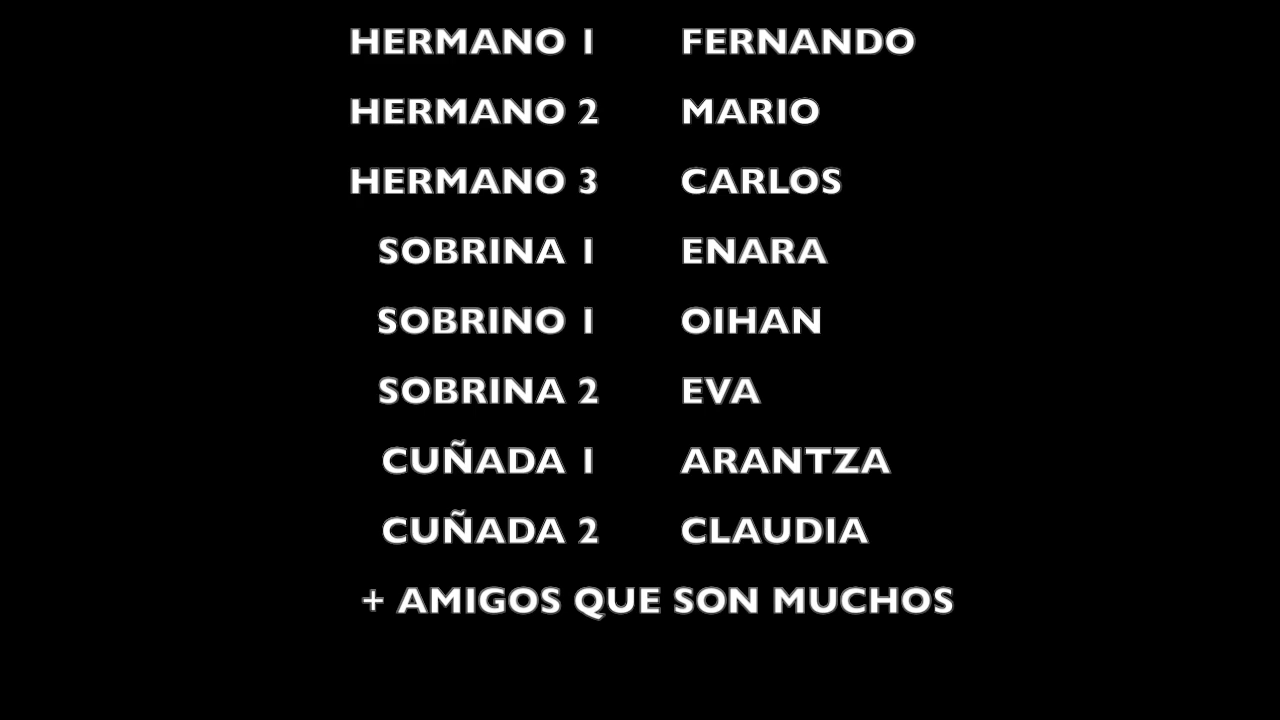 HERMANO 1 FERNANDO
HERMANO 2 MARIO
HERMANO 3 CARLOS
SOBRINA 1 ENARA
SOBRINO 1 OIHAN
SOBRINA 2 EVA
CUÑADA 1 ARANTZA
CUÑADA 2 CLAUDIA
+ AMIGOS QUE SON MUCHOS